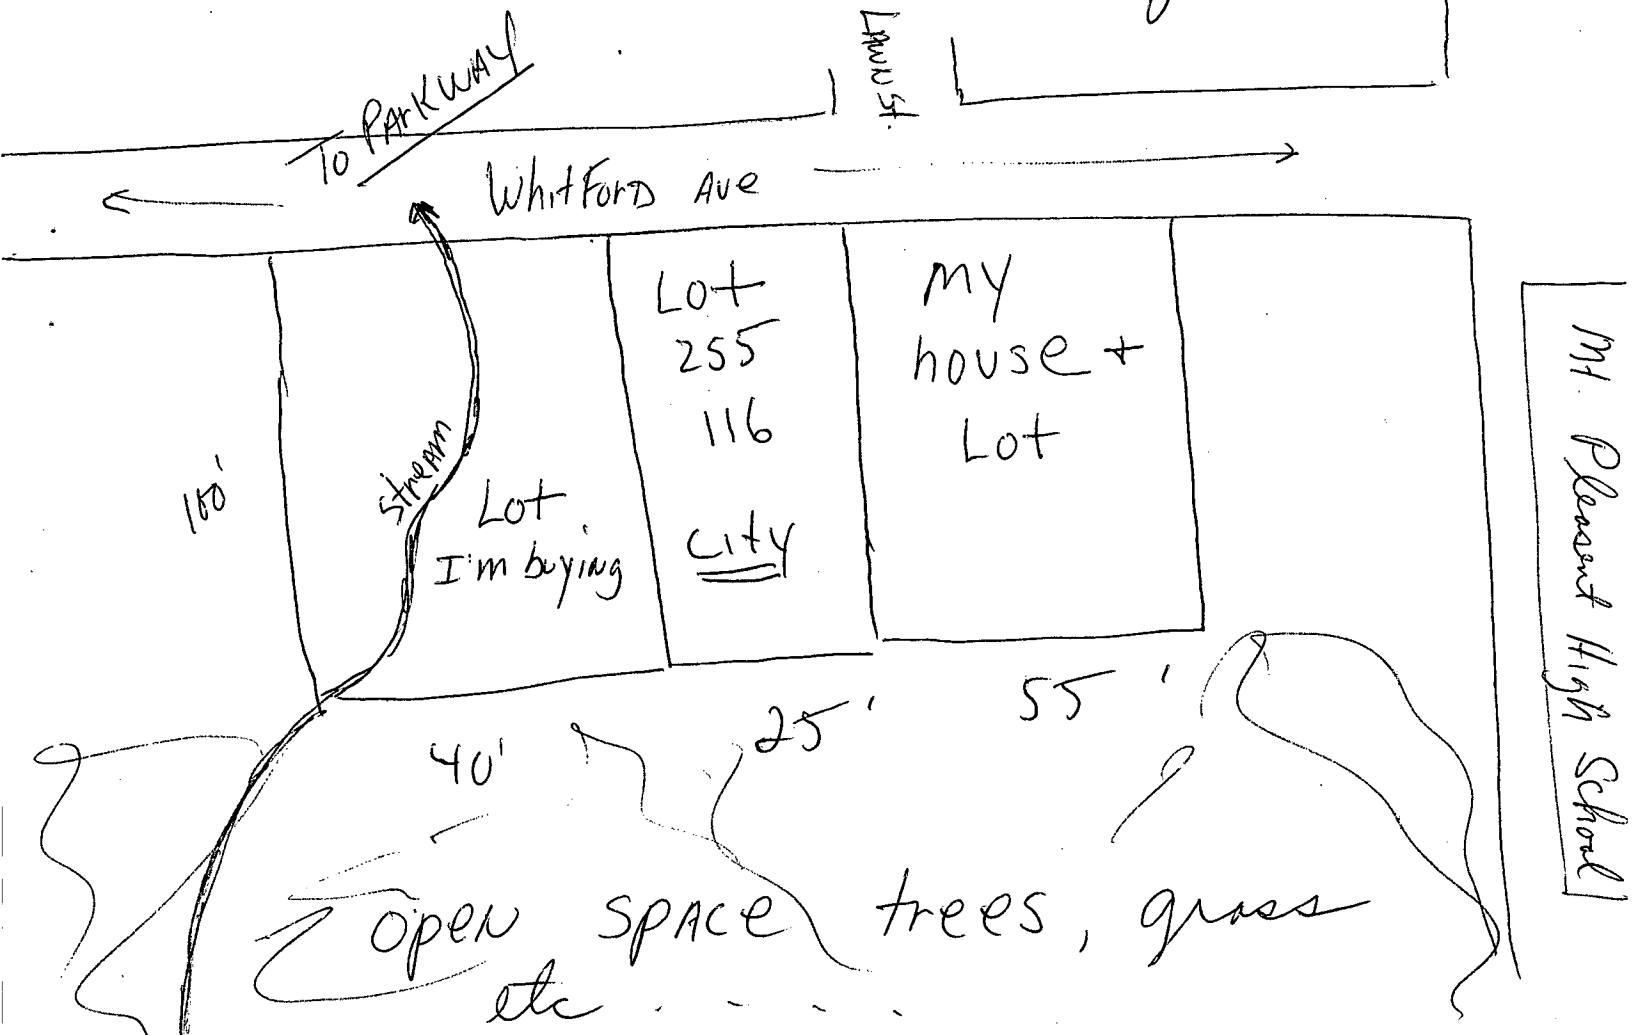 LAWN St.
To PARKWAY
WhitFord Ave
Lot
255
116
City
My
house +
Lot
stream
Lot
I'm buying
100'
40'
25'
55'
Mt. Pleasent High School
open space trees, grass
etc . . . .